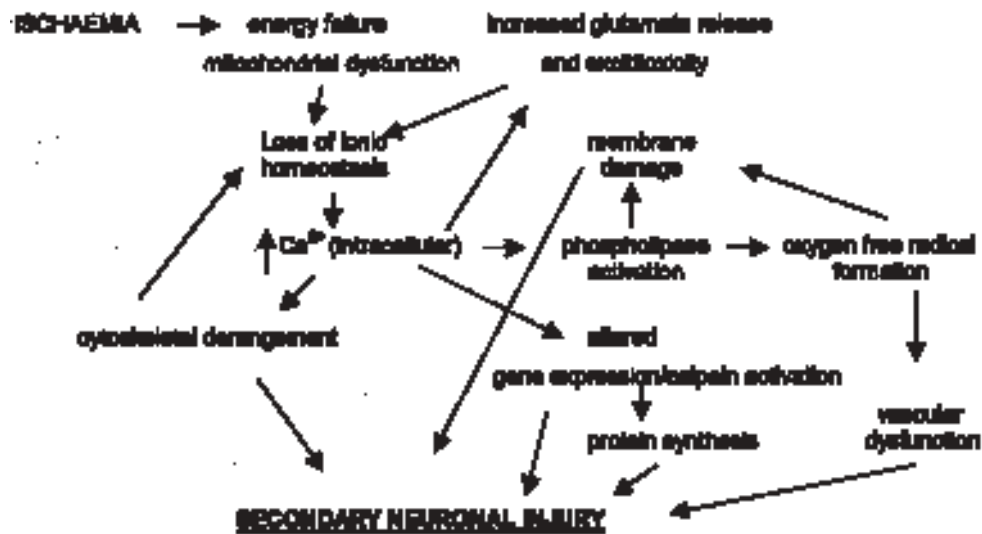 ISCHAEMIA
energy failure
mitochondrial dysfunction
Increased glutamate release
and excitotoxicity
Loss of ionic
homeostasis
membrane
damage
Ca (intracellular)
phospholipase
activation
oxygen free radical
formation
cytoskeletal derangement
altered
gene expression/calpain activation
protein synthesis
vascular
dysfunction
SECONDARY NEURONAL INJURY